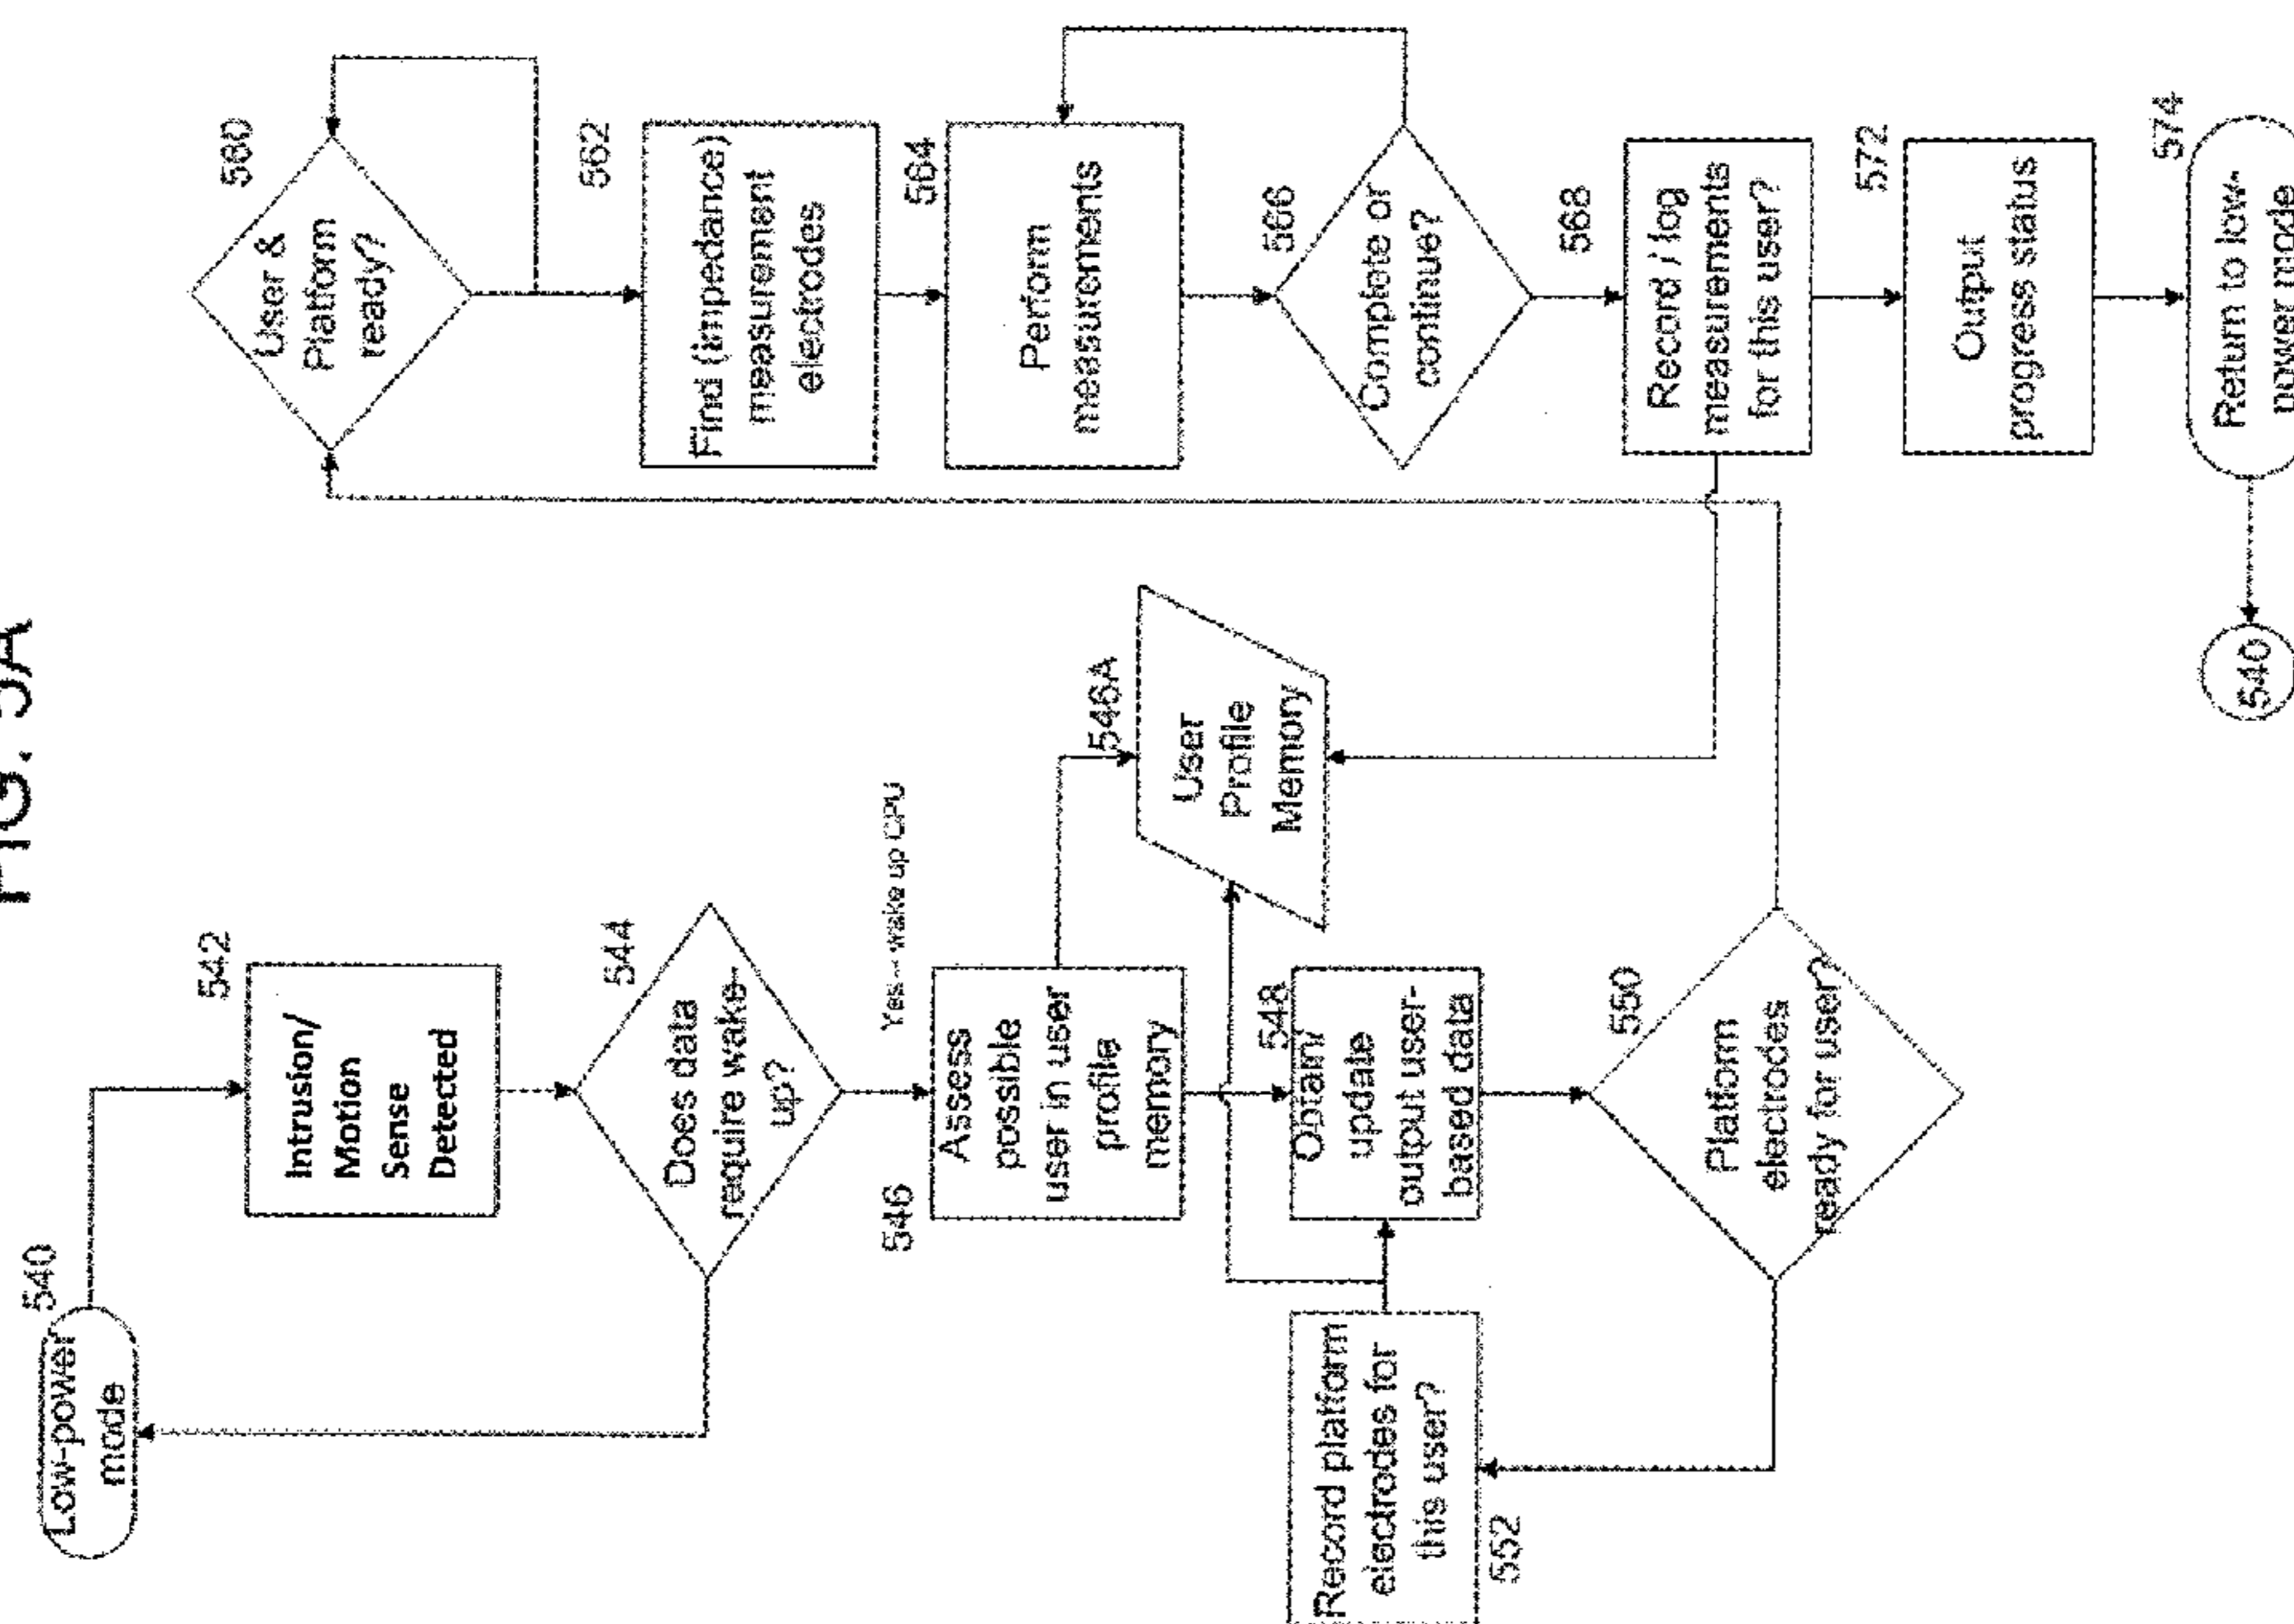 FIG. 5A
540
Low-power
mode
542
Intrusion/
Motion
Sense
Detected
544
Does data
require wake-
up?
Yes – wake up CPU
546
Assess
possible
user in user
profile
memory
546A
User
Profile
Memory
548
Obtain/
update
output user-
based data
550
Platform
electrodes
ready for user?
552
Record platform
electrodes for
this user?
560
User &
Platform
ready?
562
Find (impedance)
measurement
electrodes
564
Perform
measurements
566
Complete or
continue?
568
Record / log
measurements
for this user?
572
Output
progress status
574
Return to low-
power mode
540